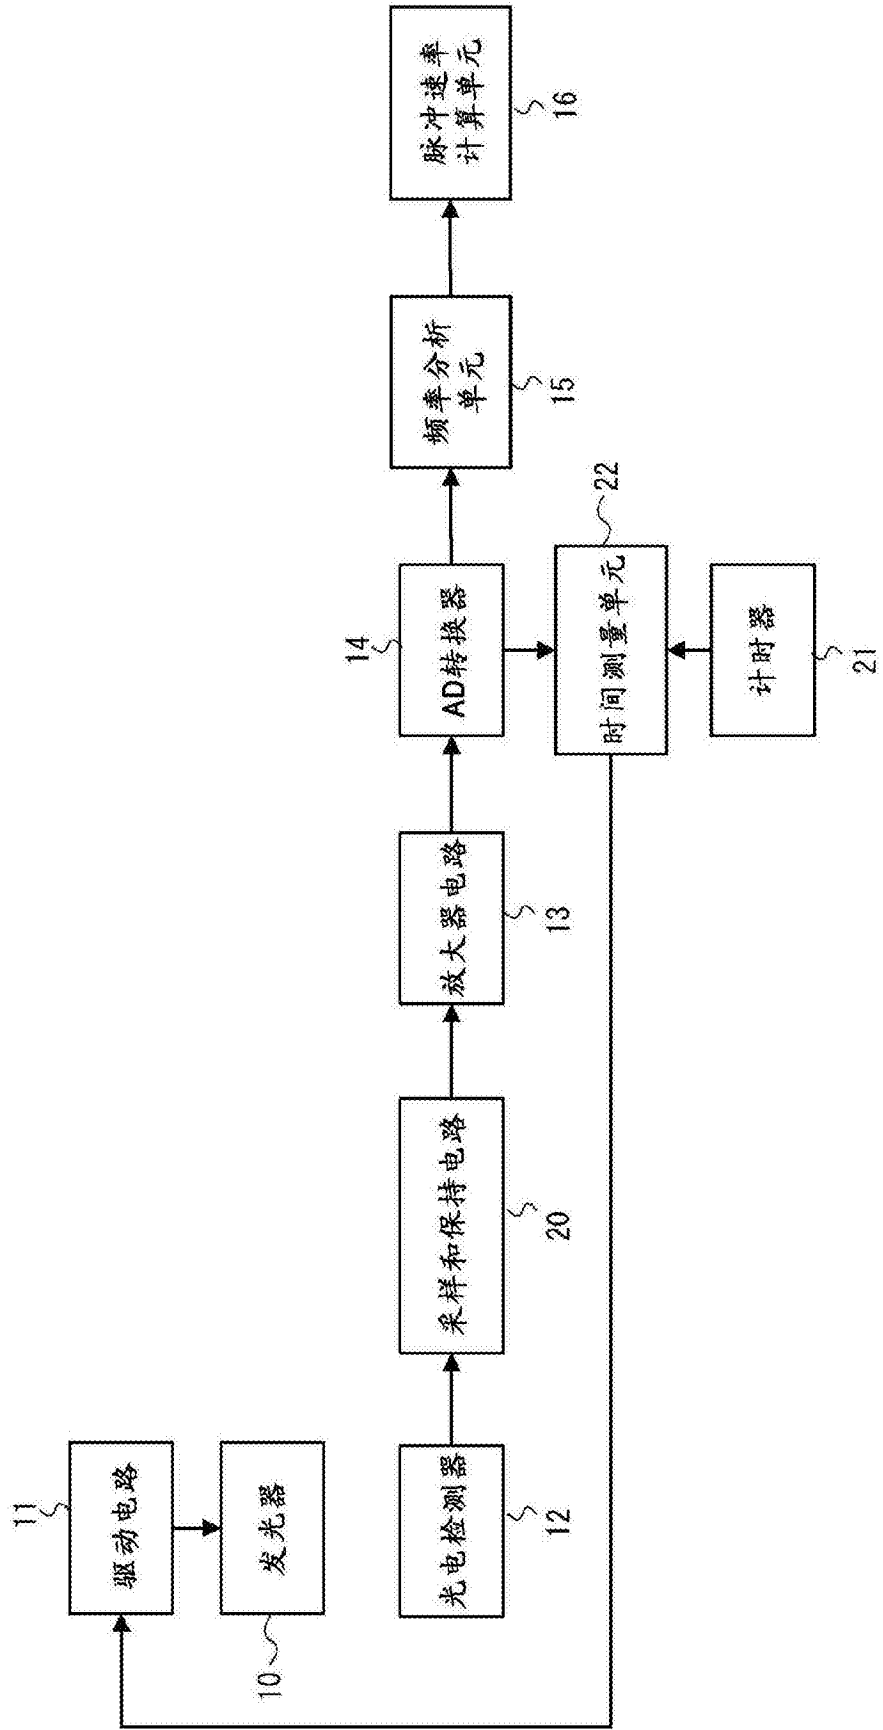 11
驱动电路
发光器
10
光电检测器
12
采样和保持电路
20
放大器电路
13
14
AD转换器
频率分析
单元
15
脉冲速率
计算单元
16
时间测量单元
22
计时器
21